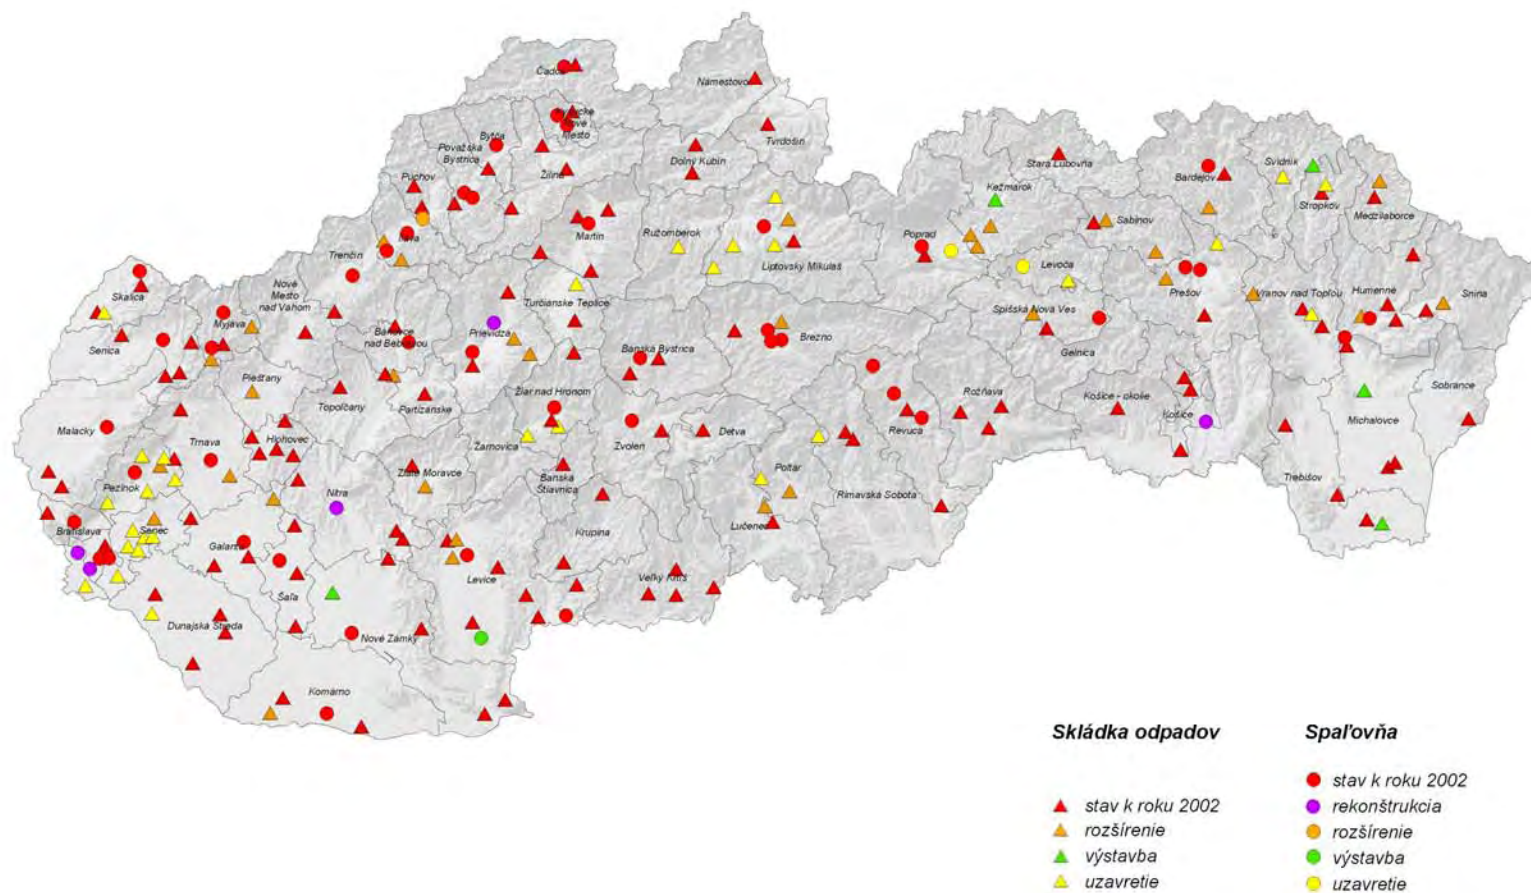 Čadca
Námestovo
Nové
Mesto
Bytča
Považská
Bystrica
Tvrdošín
Dolný Kubín
Stará Ľubovňa
Svidník
Bardejov
Žilina
Púchov
Kežmarok
Stropkov
Medzilaborce
Sabinov
Martin
Ružomberok
Poprad
Ilava
Trenčín
Levoča
Liptovský Mikuláš
Prešov
Skalica
Nové
Mesto
nad Váhom
Turčianske Teplice
Vranov nad Topľou
Humenné
Snina
Spišská Nová Ves
Myjava
Prievidza
Bánovce
nad Bebravou
Brezno
Senica
Banská Bystrica
Gelnica
Piešťany
Sobrance
Žiar nad Hronom
Rožňava
Košice - okolie
Partizánske
Topoľčany
Košice
Michalovce
Malacky
Revúca
Hlohovec
Trnava
Žarnovica
Zvolen
Detva
Zlaté Moravce
Poltár
Banská
Štiavnica
Trebišov
Pezinok
Nitra
Rimavská Sobota
Lučenec
Bratislava
Senec
Krupina
Galanta
Levice
Veľký Krtíš
Šaľa
Dunajská Streda
Nové Zámky
Komárno
Skládka odpadov
Spaľovňa
stav k roku 2002
stav k roku 2002
rekonštrukcia
rozšírenie
rozšírenie
výstavba
výstavba
uzavretie
uzavretie